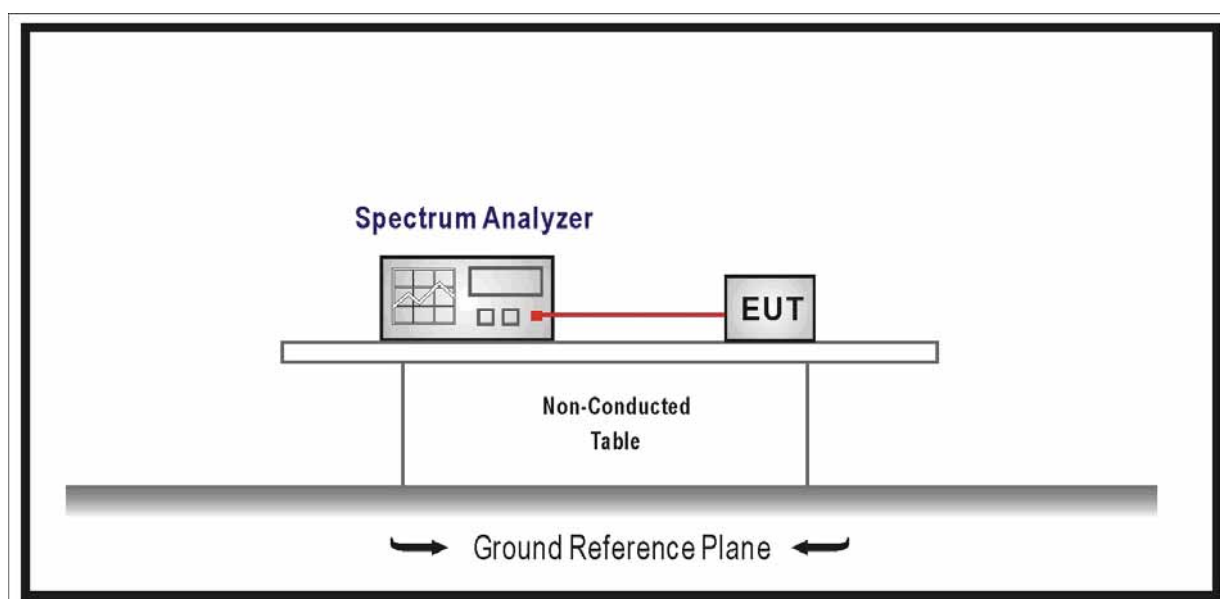 Spectrum Analyzer
EUT
Non-Conducted
Table
Ground Reference Plane